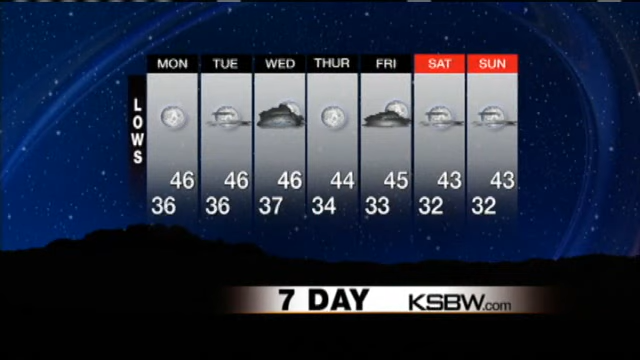 MON TUE WED THUR FRI SAT SUN
LOWS
46 46 46 44 45 43 43
36 36 37 34 33 32 32
7 DAY KSBW.com